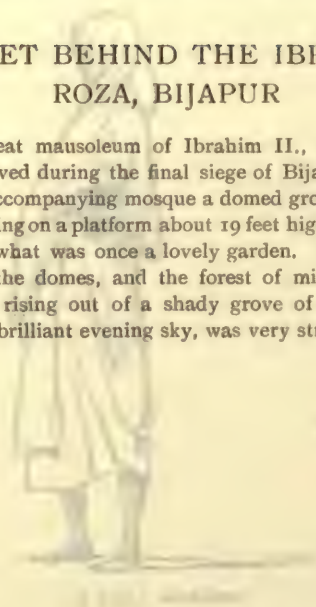 ET BEHIND THE IB
ROZA, BIJAPUR
eat mausoleum of Ibrahim II.,
ved during the final siege of Bija
ccompanying mosque a domed gro
ing on a platform about 19 feet hig
what was once a lovely garden.
the domes, and the forest of mi
rising out of a shady grove of
brilliant evening sky, was very st